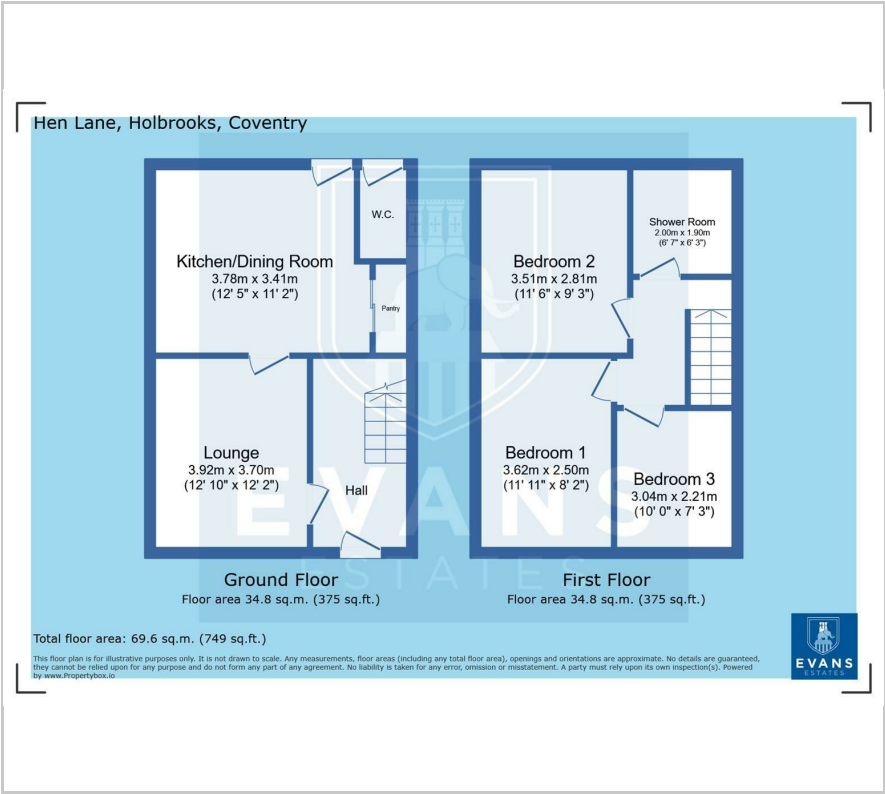 Hen Lane, Holbrooks, Coventry
W.C.
Kitchen/Dining Room
3.78m x 3.41m
(12' 5" x 11' 2")
Pantry
Lounge
3.92m x 3.70m
(12' 10" x 12' 2")
Hall
Ground Floor
Floor area 34.8 sq.m. (375 sq.ft.)
Shower Room
2.00m x 1.90m
(6' 7" x 6' 3")
Bedroom 2
3.51m x 2.81m
(11' 6" x 9' 3")
Bedroom 1
3.62m x 2.50m
(11' 11" x 8' 2")
Bedroom 3
3.04m x 2.21m
(10' 0" x 7' 3")
First Floor
Floor area 34.8 sq.m. (375 sq.ft.)
EVANS
ESTATES
Total floor area: 69.6 sq.m. (749 sq.ft.)
This floor plan is for illustrative purposes only. It is not drawn to scale. Any measurements, floor areas (including any total floor area), openings and orientations are approximate. No details are guaranteed,
they cannot be relied upon for any purpose and do not form any part of any agreement. No liability is taken for any error, omission or misstatement. A party must rely upon its own inspection(s). Powered
by www.Propertybox.io
EVANS
ESTATES